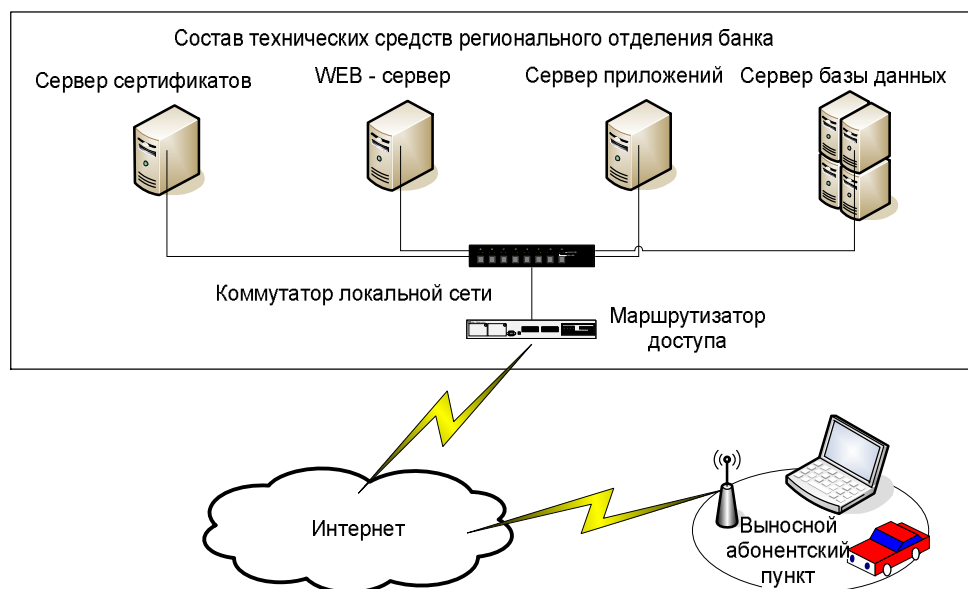 Состав технических средств регионального отделения банка
Сервер сертификатов
WEB - сервер
Сервер приложений
Сервер базы данных
Коммутатор локальной сети
Маршрутизатор
доступа
Интернет
Выносной
абонентский
пункт